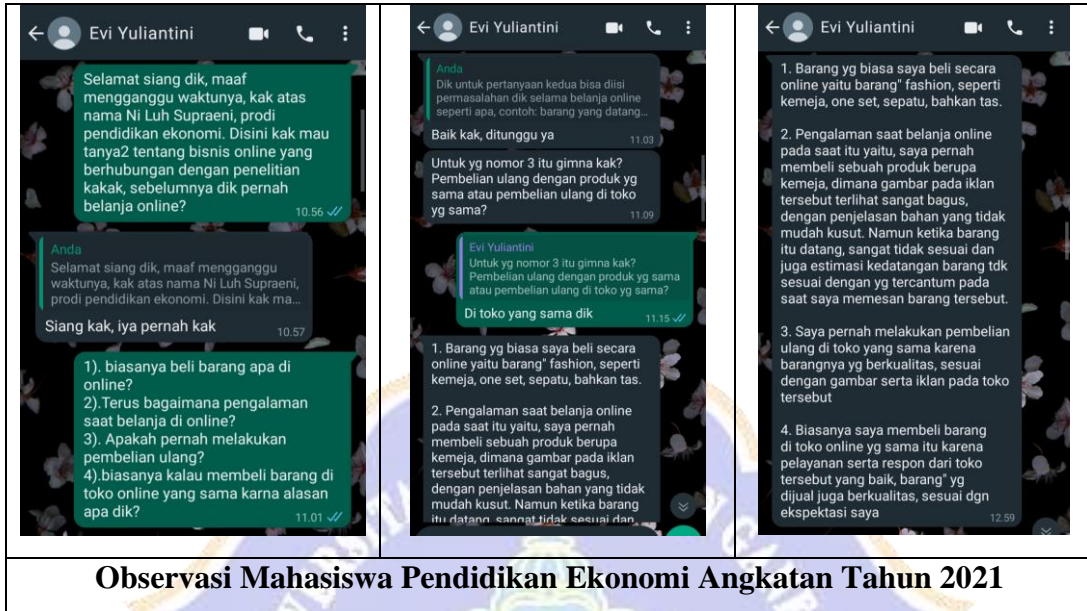 Evi Yuliantini
Selamat siang dik, maaf
mengganggu waktunya, kak atas
nama Ni Luh Supraeni, prodi
pendidikan ekonomi. Disini kak mau
tanya2 tentang bisnis online yang
berhubungan dengan penelitian
kakak, sebelumnya dik pernah
belanja online?
10.56
Anda
Selamat siang dik, maaf mengganggu
waktunya, kak atas nama Ni Luh Supraeni,
prodi pendidikan ekonomi. Disini kak ma...
Siang kak, iya pernah kak
10.57
1). biasanya beli barang apa di
online?
2).Terus bagaimana pengalaman
saat belanja di online?
3). Apakah pernah melakukan
pembelian ulang?
4).biasanya kalau membeli barang di
toko online yang sama karna alasan
apa dik?
11.01
Evi Yuliantini
Anda
Dik untuk pertanyaan kedua bisa diisi
permasalahan dik selama belanja online
seperti apa, contoh: barang yang datang...
Baik kak, ditunggu ya
11.03
Untuk yg nomor 3 itu gimna kak?
Pembelian ulang dengan produk yg
sama atau pembelian ulang di toko
yg sama?
11.09
Evi Yuliantini
Untuk yg nomor 3 itu gimna kak?
Pembelian ulang dengan produk yg sama
atau pembelian ulang di toko yg sama?
Di toko yang sama dik
11.15
1. Barang yg biasa saya beli secara
online yaitu barang" fashion, seperti
kemeja, one set, sepatu, bahkan tas.
2. Pengalaman saat belanja online
pada saat itu yaitu, saya pernah
membeli sebuah produk berupa
kemeja, dimana gambar pada iklan
tersebut terlihat sangat bagus,
dengan penjelasan bahan yang tidak
mudah kusut. Namun ketika barang
itu datang, sangat tidak sesuai dan
Evi Yuliantini
1. Barang yg biasa saya beli secara
online yaitu barang" fashion, seperti
kemeja, one set, sepatu, bahkan tas.
2. Pengalaman saat belanja online
pada saat itu yaitu, saya pernah
membeli sebuah produk berupa
kemeja, dimana gambar pada iklan
tersebut terlihat sangat bagus,
dengan penjelasan bahan yang tidak
mudah kusut. Namun ketika barang
itu datang, sangat tidak sesuai dan
juga estimasi kedatangan barang tdk
sesuai dengan yg tercantum pada
saat saya memesan barang tersebut.
3. Saya pernah melakukan pembelian
ulang di toko yang sama karena
barangnya yg berkualitas, sesuai
dengan gambar serta iklan pada toko
tersebut
4. Biasanya saya membeli barang
di toko online yg sama itu karena
pelayanan serta respon dari toko
tersebut yang baik, barang" yg
dijual juga berkualitas, sesuai dgn
ekspektasi saya
12.59
Observasi Mahasiswa Pendidikan Ekonomi Angkatan Tahun 2021